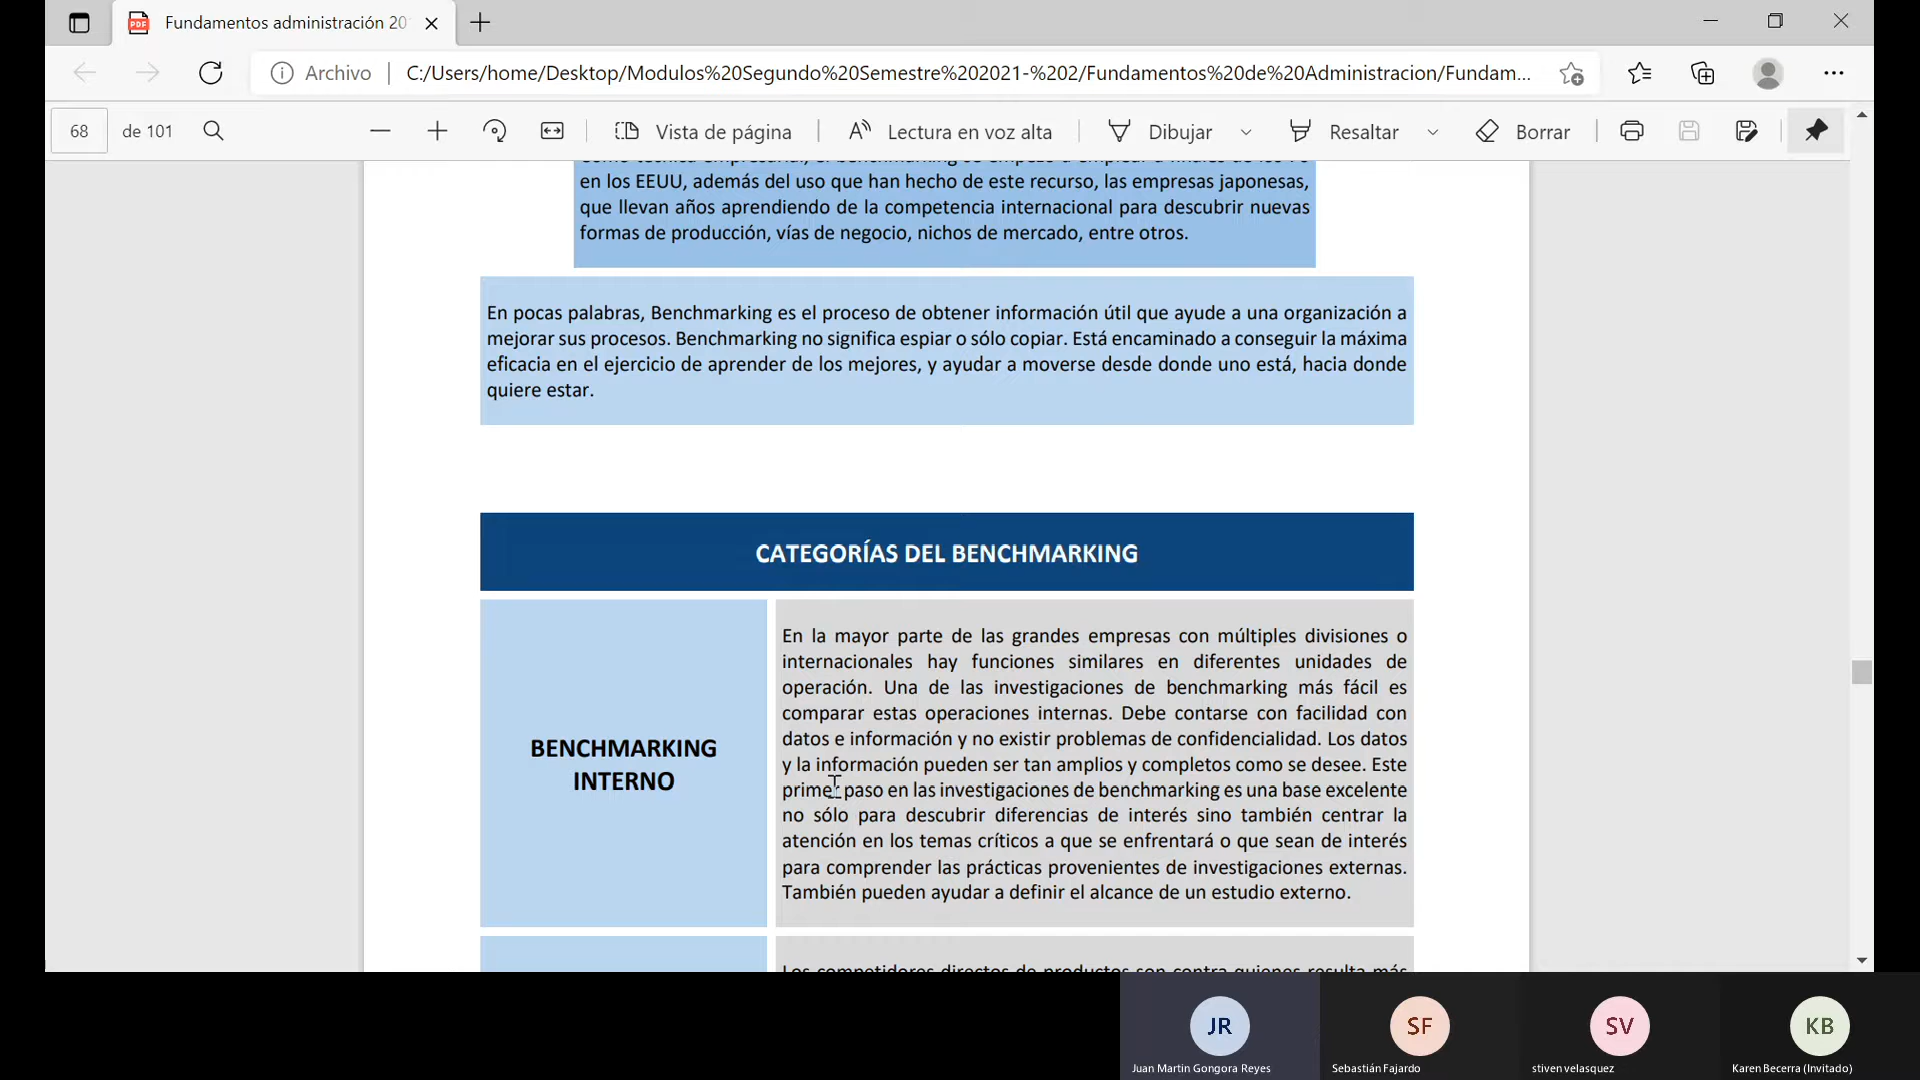 Fundamentos administración 20
Archivo
C:/Users/home/Desktop/Modulos%20Segundo%20Semestre%202021-%202/Fundamentos%20de%20Administracion/Fundam...
68
de 101
Vista de página
Lectura en voz alta
Dibujar
Resaltar
Borrar
en los EEUU, además del uso que han hecho de este recurso, las empresas japonesas,
que llevan años aprendiendo de la competencia internacional para descubrir nuevas
formas de producción, vías de negocio, nichos de mercado, entre otros.
En pocas palabras, Benchmarking es el proceso de obtener información útil que ayude a una organización a
mejorar sus procesos. Benchmarking no significa espiar o sólo copiar. Está encaminado a conseguir la máxima
eficacia en el ejercicio de aprender de los mejores, y ayudar a moverse desde donde uno está, hacia donde
quiere estar.
CATEGORÍAS DEL BENCHMARKING
BENCHMARKING
INTERNO
En la mayor parte de las grandes empresas con múltiples divisiones o
internacionales hay funciones similares en diferentes unidades de
operación. Una de las investigaciones de benchmarking más fácil es
comparar estas operaciones internas. Debe contarse con facilidad con
datos e información y no existir problemas de confidencialidad. Los datos
y la información pueden ser tan amplios y completos como se desee. Este
primer paso en las investigaciones de benchmarking es una base excelente
no sólo para descubrir diferencias de interés sino también centrar la
atención en los temas críticos a que se enfrentará o que sean de interés
para comprender las prácticas provenientes de investigaciones externas.
También pueden ayudar a definir el alcance de un estudio externo.
Los competidores directos de productos son contra quienes resulta más
JR
SF
SV
KB
Juan Martin Gongora Reyes
Sebastián Fajardo
stiven velasquez
Karen Becerra (Invitado)